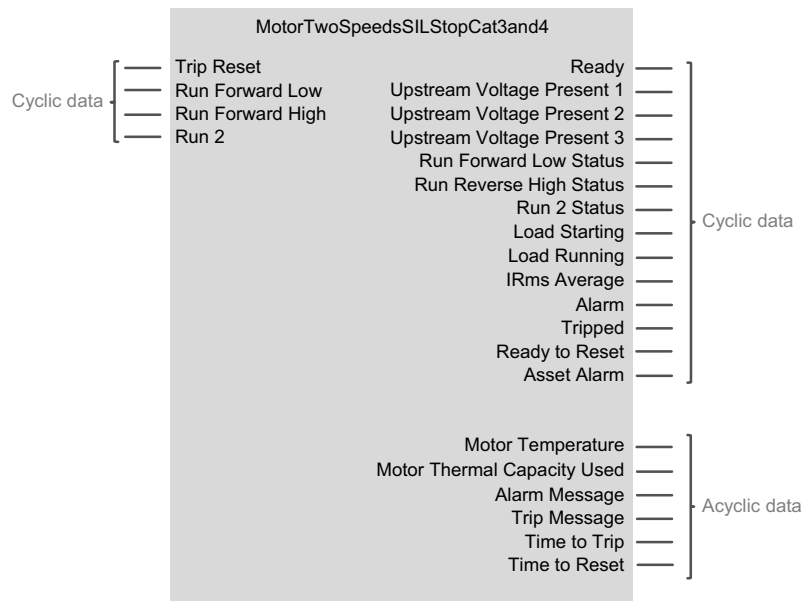 MotorTwoSpeedsSILStopCat3and4
Cyclic data
Trip Reset
Run Forward Low
Run Forward High
Run 2
Ready
Upstream Voltage Present 1
Upstream Voltage Present 2
Upstream Voltage Present 3
Run Forward Low Status
Run Reverse High Status
Run 2 Status
Load Starting
Load Running
IRms Average
Alarm
Tripped
Ready to Reset
Asset Alarm
Cyclic data
Motor Temperature
Motor Thermal Capacity Used
Alarm Message
Trip Message
Time to Trip
Time to Reset
Acyclic data